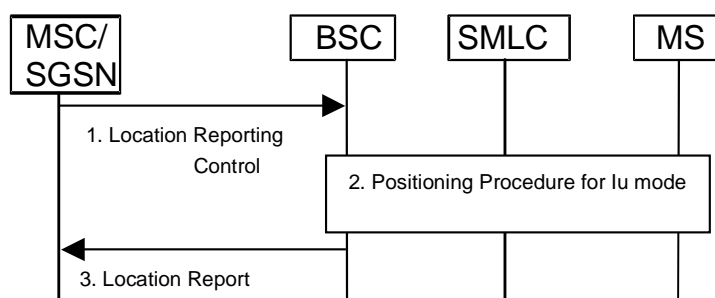 MSC/
SGSN
BSC
SMLC
MS
1. Location Reporting
Control
2. Positioning Procedure for Iu mode
3. Location Report